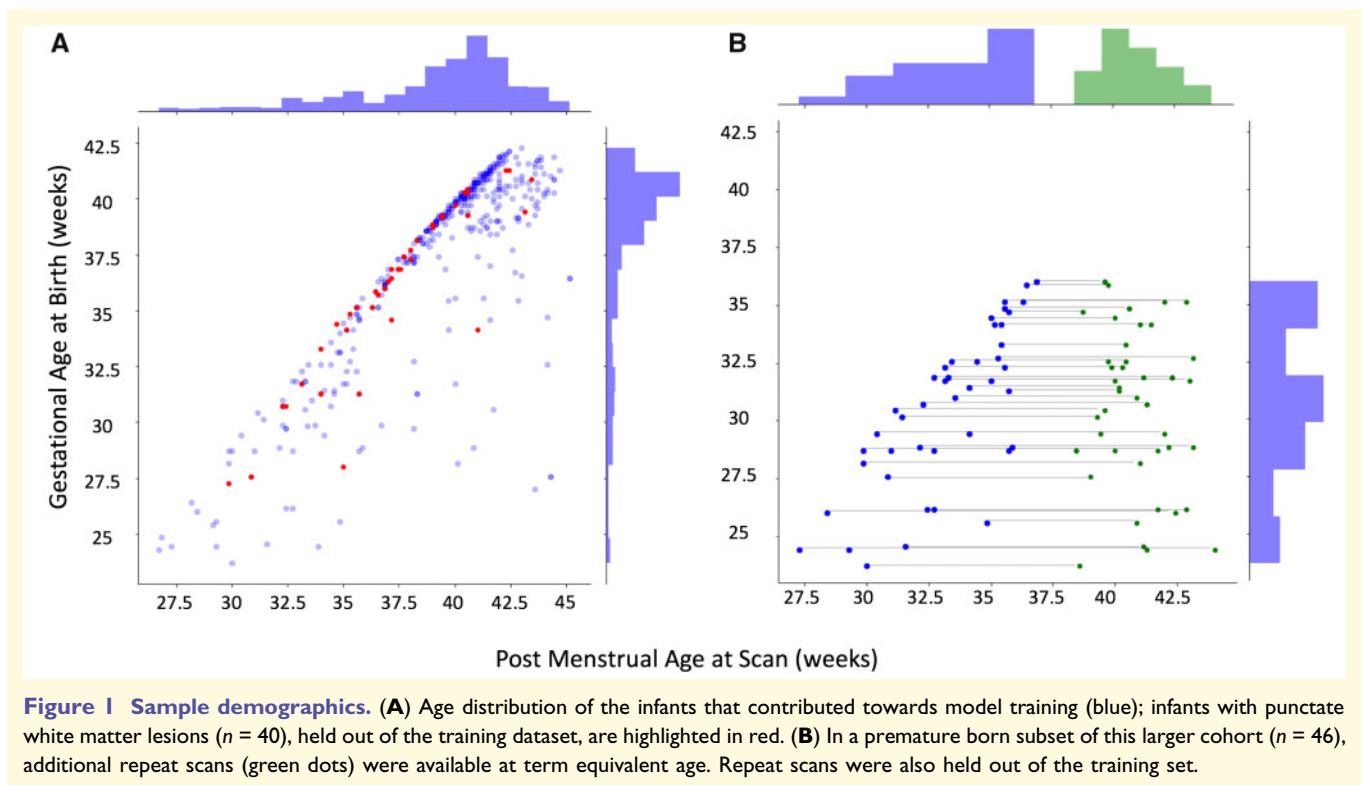 A
B
42.5
40
37.5
35
32.5
30
27.5
25
Gestational Age at Birth (weeks)
27.5 30 32.5 35 37.5 40 42.5 45
42.5
40
37.5
35
32.5
30
27.5
25
27.5 30 32.5 35 37.5 40 42.5
Post Menstrual Age at Scan (weeks)
Figure 1 Sample demographics. (A) Age distribution of the infants that contributed towards model training (blue); infants with punctate
white matter lesions (n = 40), held out of the training dataset, are highlighted in red. (B) In a premature born subset of this larger cohort (n = 46),
additional repeat scans (green dots) were available at term equivalent age. Repeat scans were also held out of the training set.